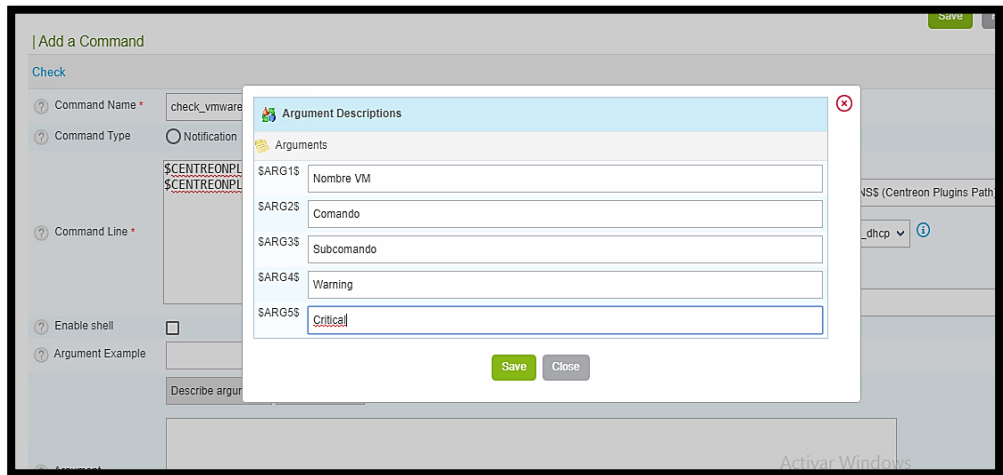 Save
| Add a Command
Check
Command Name *
check_vmware
Command Type
Notification
$CENTREONPL
$CENTREONPL
Command Line *
NS$ (Centreon Plugins Path)
_dhcp
Enable shell
Argument Example
Describe argur
Argument Descriptions
Arguments
$ARG1$ Nombre VM
$ARG2$ Comando
$ARG3$ Subcomando
$ARG4$ Warning
$ARG5$ Critical
Save Close
Activar Windows